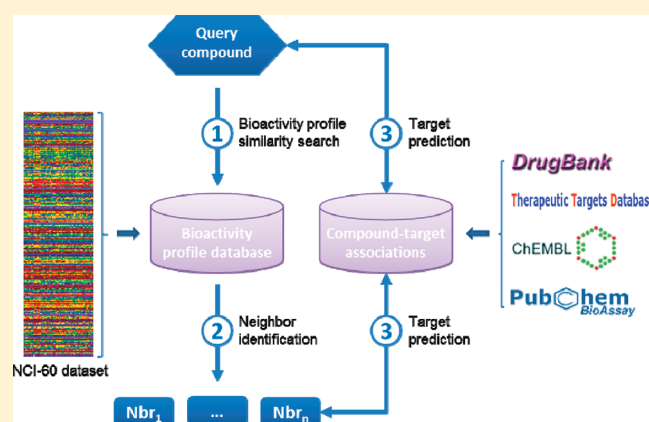 Query
compound
1
Bioactivity profile
similarity search
3
Target
prediction
DrugBank
Therapeutic Targets Databas
ChEMBL
PubChem
BioAssay
Bioactivity
profile database
Compound-target
associations
2
Neighbor
identification
3
Target
prediction
NCI-60 dataset
Nbr1
...
Nbrn